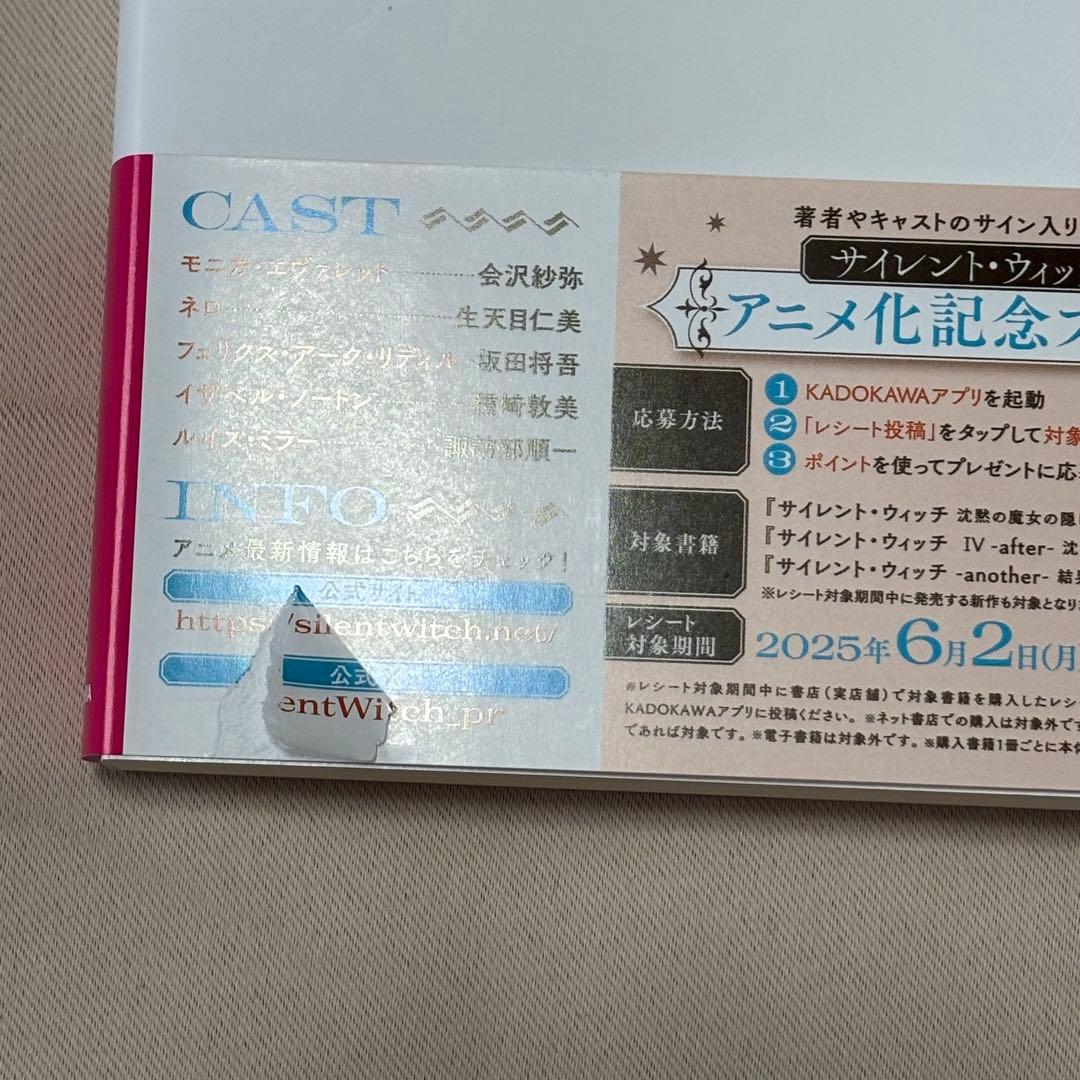 CAST
モニカ・エヴァレット 会沢紗弥
ネロ 生天目仁美
フェリクス・アーク・リディル 坂田将吾
イザベル・ノートン 敦美
ルイス・ミラー 諏訪部順一
INFO
アニメ最新情報はこちらをチェック!
公式サイト
https://silentwitch.net/
公式
entWitch_pr
A
著者やキャストのサイン入り
サイレント・ウィッ
アニメ化記念
応募方法
1 KADOKAWAアプリを起動
2 「レシート投稿」をタップして対象
3 ポイントを使ってプレゼントに応
対象書籍
『サイレント・ウィッチ 沈黙の魔女の隠
『サイレント・ウィッチ IV -after- 沈
『サイレント・ウィッチ -another- 結界
※レシート対象期間中に発売する新作も対象となり
レシート
対象期間
2025年6月2日(月
※レシート対象期間中に書店(実店舗)で対象書籍を購入したレシ
KADOKAWAアプリに投稿ください。※ネット書店での購入は対象外です
であれば対象です。※電子書籍は対象外です。※購入書籍1冊ごとに本体